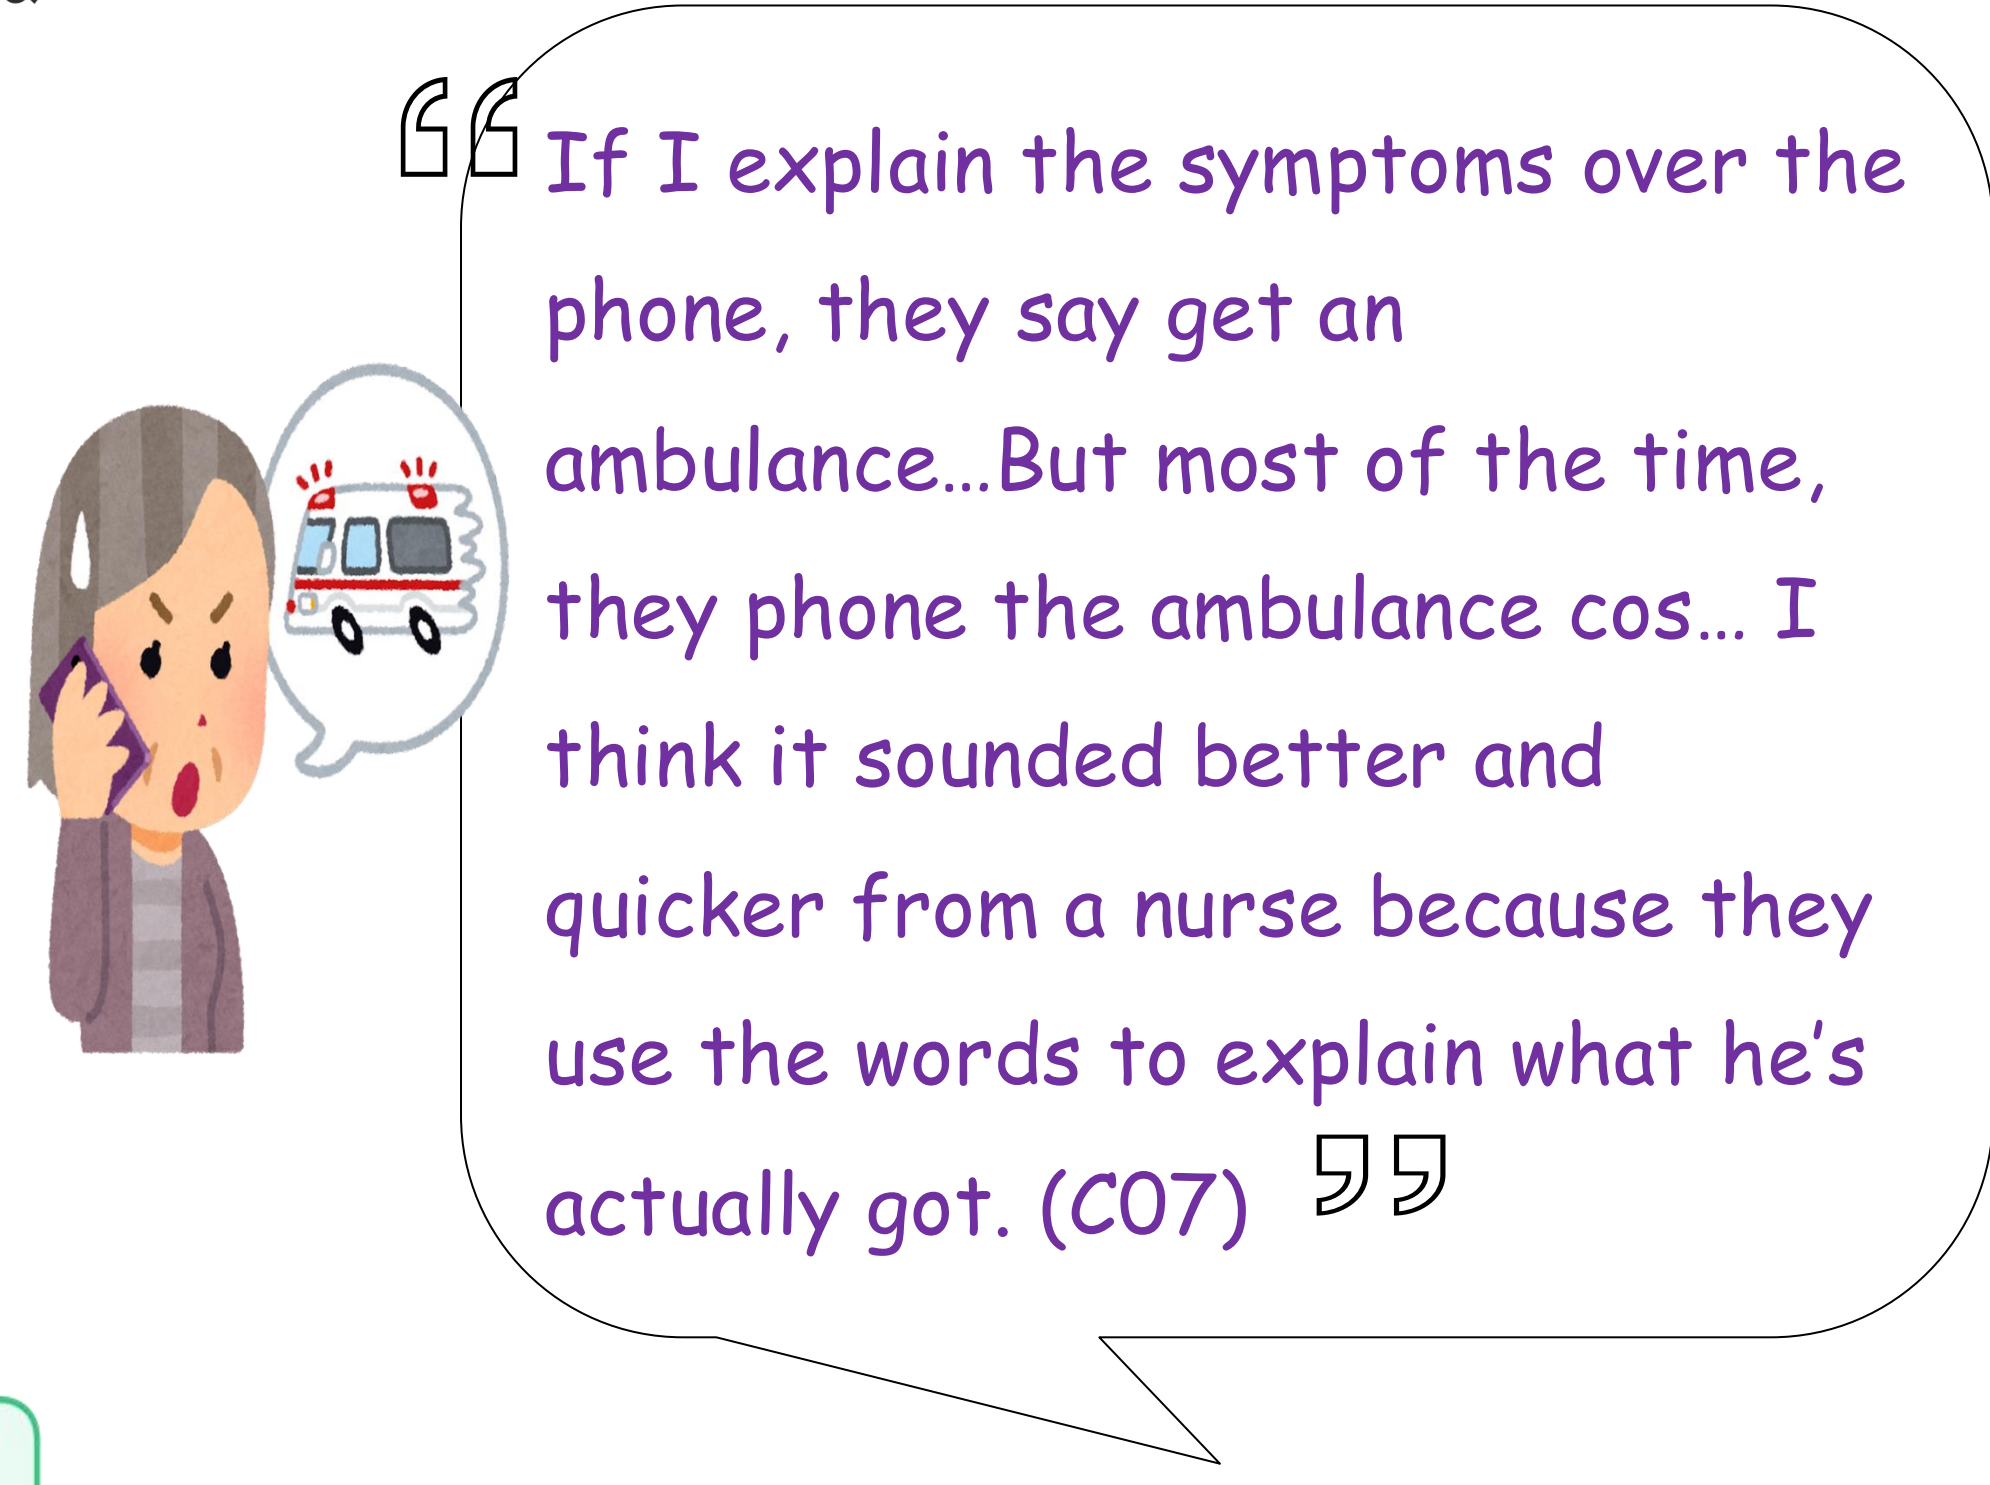 “If I explain the symptoms over the
phone, they say get an
ambulance…But most of the time,
they phone the ambulance cos… I
think it sounded better and
quicker from a nurse because they
use the words to explain what he’s
actually got. (C07) ”